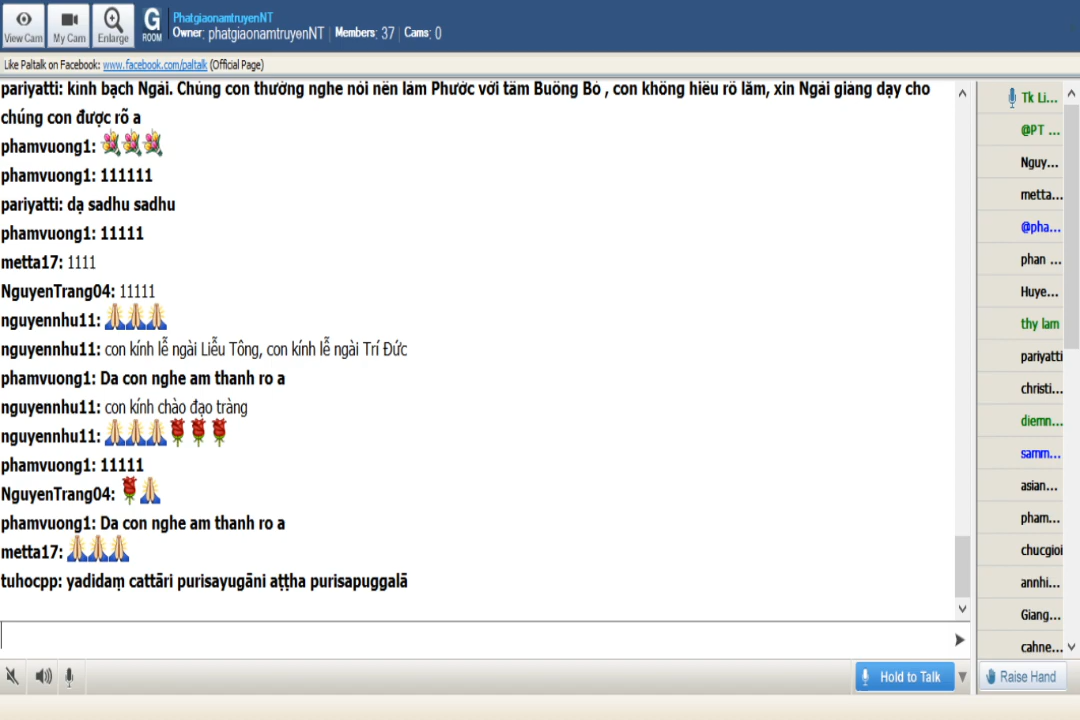 View Cam
My Cam
Enlarge
G
ROOM
PhatgiaonamtruyenNT
Owner: phatgiaonamtruyenNT | Members: 37 | Cams: 0
Like Paltalk on Facebook: www.facebook.com/paltalk (Official Page)
pariyatti: kính bạch Ngài. Chúng con thường nghe nói nên làm Phước với tâm Buông Bỏ , con không hiểu rõ lắm, xin Ngài giảng dạy cho
chúng con được rõ a
phamvuong1:
phamvuong1: 111111
pariyatti: dạ sadhu sadhu
phamvuong1: 11111
metta17: 1111
NguyenTrang04: 11111
nguyennhu11:
nguyennhu11: con kính lễ ngài Liễu Tông, con kính lễ ngài Trí Đức
phamvuong1: Da con nghe am thanh ro a
nguyennhu11: con kính chào đạo tràng
nguyennhu11:
phamvuong1: 11111
NguyenTrang04:
phamvuong1: Da con nghe am thanh ro a
metta17:
tuhocpp: yadidaṃ cattāri purisayugāni aṭṭha purisapuggalā
Tk Li...
@PT ...
Nguy...
metta...
@pha...
phan ...
Huye...
thy lam
pariyatti
christi...
diemn...
samm...
asian...
pham...
chucgioi
annhi...
Giang...
cahne...
Hold to Talk
Raise Hand